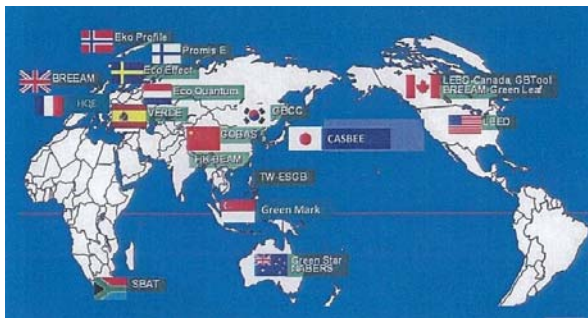 Eko Profile
Promis E
BREEAM
Eco Effect
LEED-Canada, GBTool
BREEAM-Green Leaf
Eco Quantum
HQE
VERDE
GBCC
LEED
GOBAS
CASBEE
HK-BEAM
TW-ESGB
Green Mark
Green Star
NABERS
SBAT